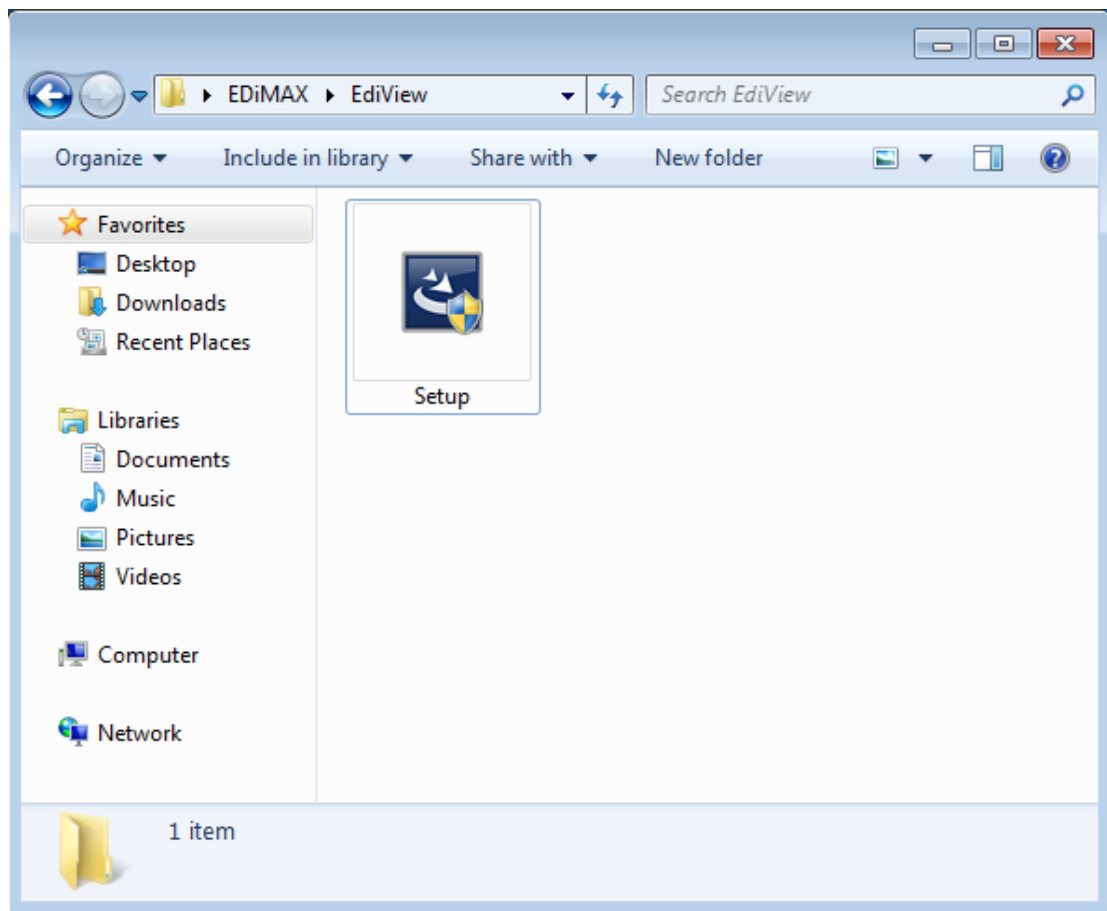 EDiMAX EdiView Search EdiView
Organize Include in library Share with New folder
Favorites
Desktop
Downloads
Recent Places
Libraries
Documents
Music
Pictures
Videos
Computer
Network
Setup
1 item